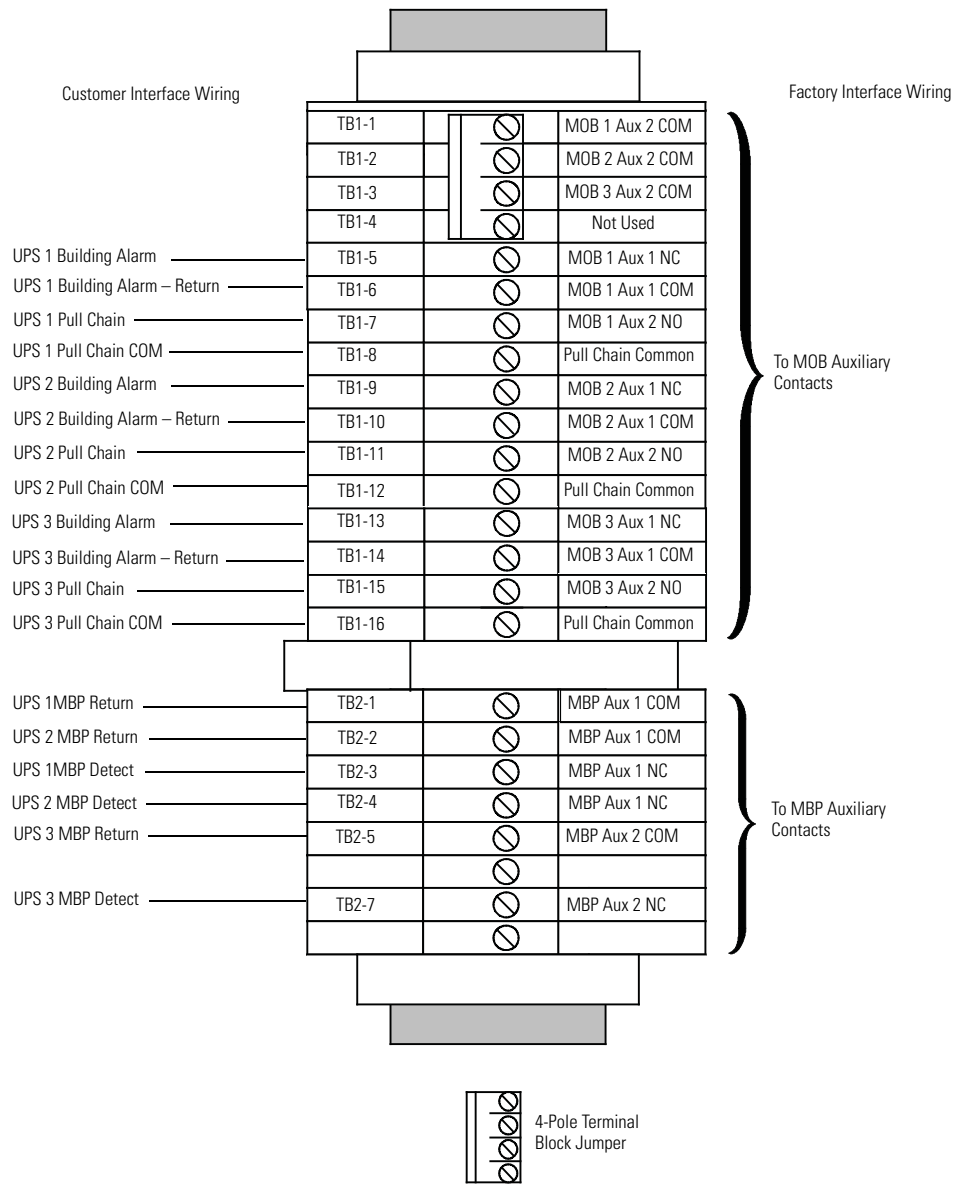 Customer Interface Wiring
Factory Interface Wiring
TB1-1 MOB 1 Aux 2 COM
TB1-2 MOB 2 Aux 2 COM
TB1-3 MOB 3 Aux 2 COM
TB1-4 Not Used
UPS 1 Building Alarm TB1-5 MOB 1 Aux 1 NC
UPS 1 Building Alarm – Return TB1-6 MOB 1 Aux 1 COM
UPS 1 Pull Chain TB1-7 MOB 1 Aux 2 NO
UPS 1 Pull Chain COM TB1-8 Pull Chain Common
UPS 2 Building Alarm TB1-9 MOB 2 Aux 1 NC
UPS 2 Building Alarm – Return TB1-10 MOB 2 Aux 1 COM
UPS 2 Pull Chain TB1-11 MOB 2 Aux 2 NO
UPS 2 Pull Chain COM TB1-12 Pull Chain Common
UPS 3 Building Alarm TB1-13 MOB 3 Aux 1 NC
UPS 3 Building Alarm – Return TB1-14 MOB 3 Aux 1 COM
UPS 3 Pull Chain TB1-15 MOB 3 Aux 2 NO
UPS 3 Pull Chain COM TB1-16 Pull Chain Common
To MOB Auxiliary
Contacts
UPS 1MBP Return TB2-1 MBP Aux 1 COM
UPS 2 MBP Return TB2-2 MBP Aux 1 COM
UPS 1MBP Detect TB2-3 MBP Aux 1 NC
UPS 2 MBP Detect TB2-4 MBP Aux 1 NC
UPS 3 MBP Return TB2-5 MBP Aux 2 COM
UPS 3 MBP Detect TB2-7 MBP Aux 2 NC
To MBP Auxiliary
Contacts
4-Pole Terminal
Block Jumper